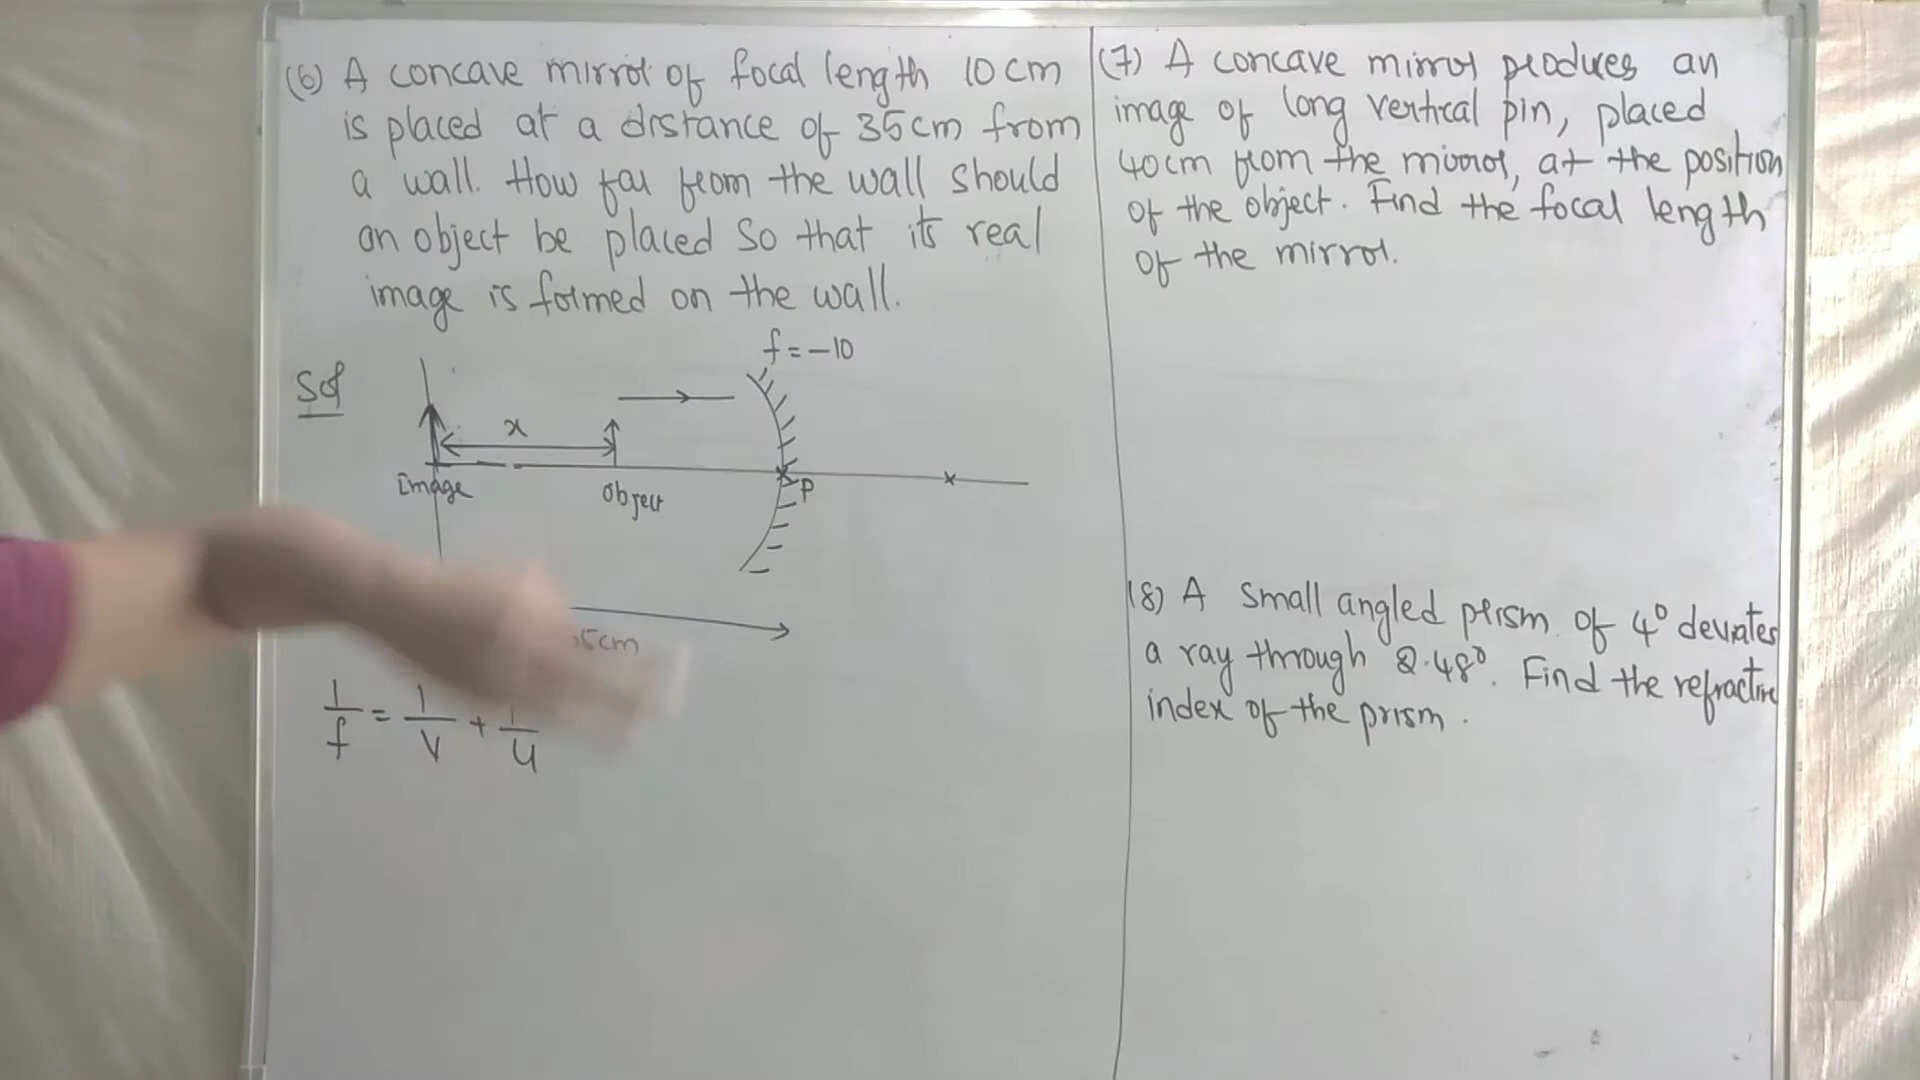 (6) A concave mirror of focal length 10 cm
is placed at a distance of 35cm from
a wall. How far from the wall should
an object be placed so that its real
image is formed on the wall.
Sol
f = -10
x
Image
Object
P
5cm
1/f = 1/v + 1/u
(7) A concave mirror produces an
image of long vertical pin, placed
40cm from the mirror, at the position
of the object. Find the focal length
of the mirror.
(8) A small angled prism of 4° deviates
a ray through 2.48°. Find the refractive
index of the prism.